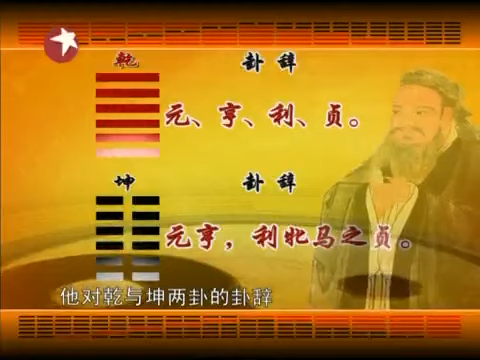 乾 卦辞
元、亨、利、贞。
坤 卦辞
元亨，利牝马之贞。
他对乾与坤两卦的卦辞